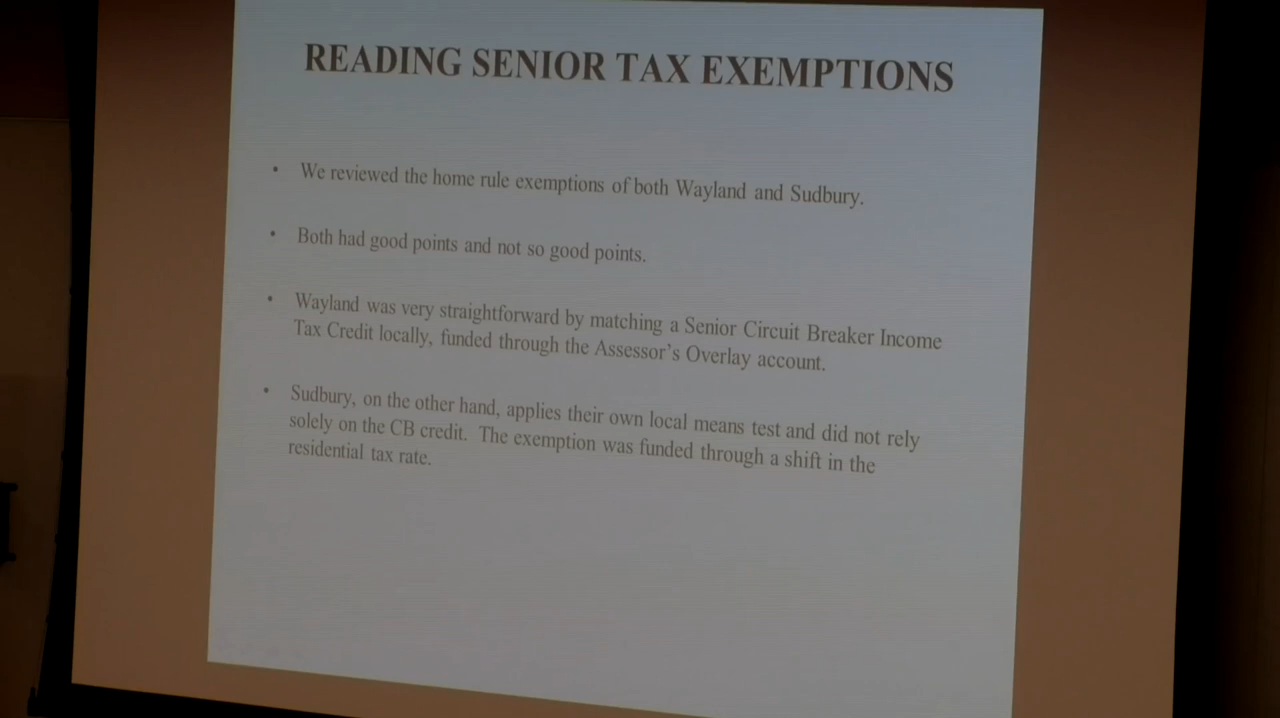 READING SENIOR TAX EXEMPTIONS
• We reviewed the home rule exemptions of both Wayland and Sudbury.
• Both had good points and not so good points.
• Wayland was very straightforward by matching a Senior Circuit Breaker Income
Tax Credit locally, funded through the Assessor’s Overlay account.
• Sudbury, on the other hand, applies their own local means test and did not rely
solely on the CB credit. The exemption was funded through a shift in the
residential tax rate.